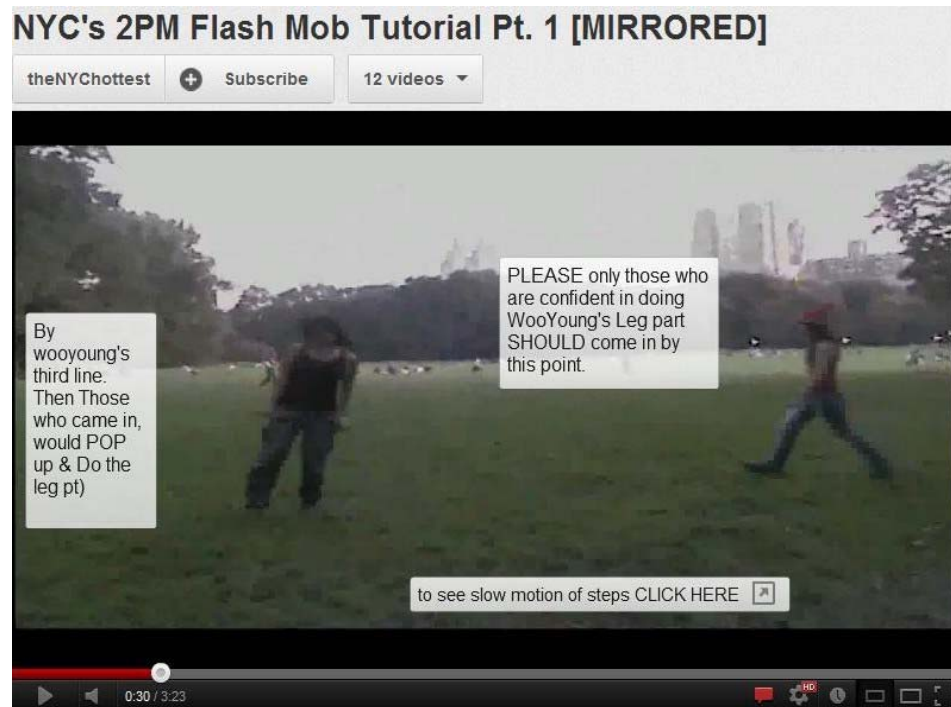 NYC's 2PM Flash Mob Tutorial Pt. 1 [MIRRORED]
theNYChottest
Subscribe
12 videos
PLEASE only those who
are confident in doing
WooYoung's Leg part
SHOULD come in by
this point.
By
wooyoung's
third line.
Then Those
who came in,
would POP
up & Do the
leg pt)
to see slow motion of steps CLICK HERE
0:30 / 3:23
HD